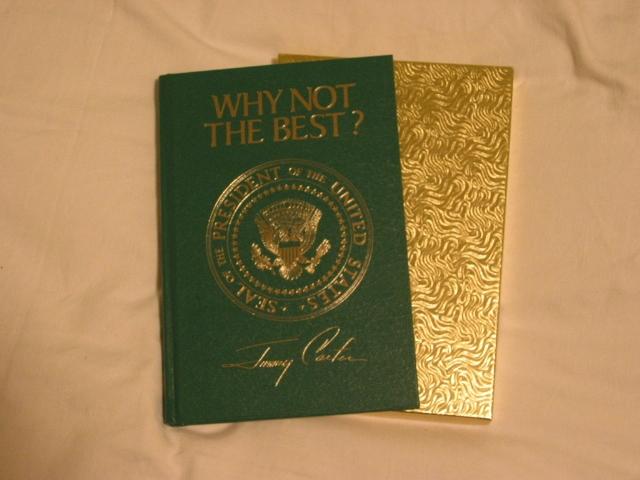 WHY NOT
THE BEST?
SEAL OF THE PRESIDENT OF THE UNITED STATES
Jimmy Carter